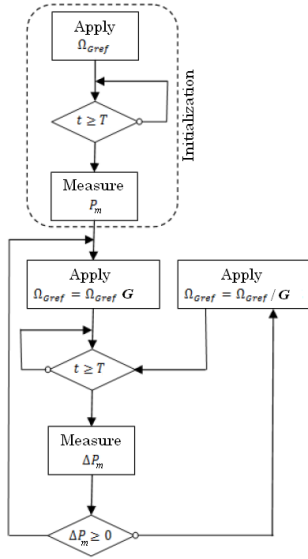 Apply
Ω_Gref
t ≥ T
Initialization
Measure
P_m
Apply
Ω_Gref = Ω_Gref G
Apply
Ω_Gref = Ω_Gref / G
t ≥ T
Measure
ΔP_m
ΔP_m ≥ 0